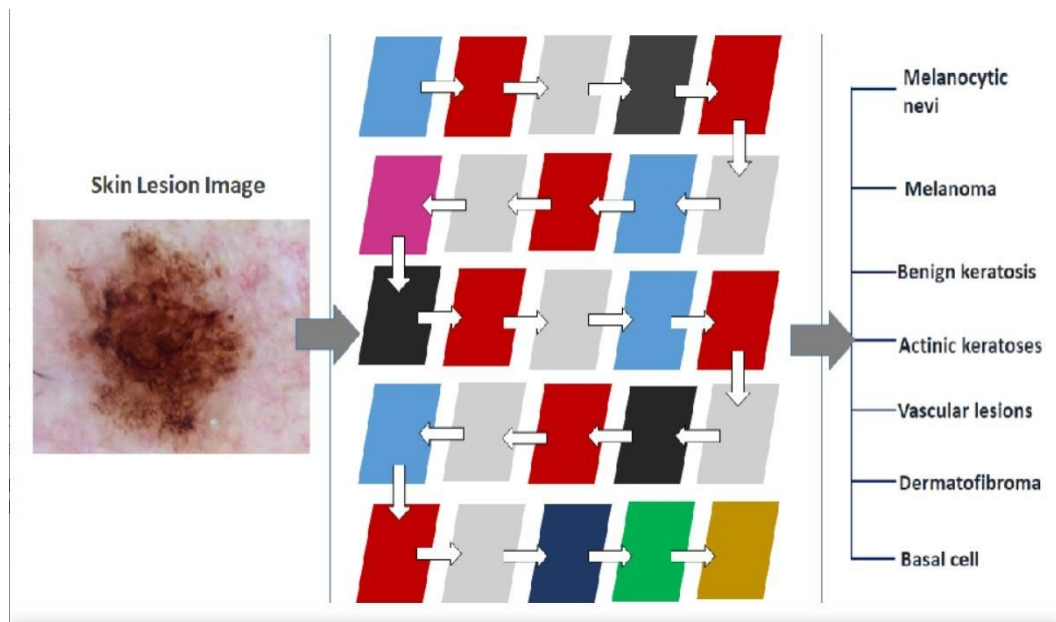 Skin Lesion Image
Melanocytic
nevi
Melanoma
Benign keratosis
Actinic keratoses
Vascular lesions
Dermatofibroma
Basal cell